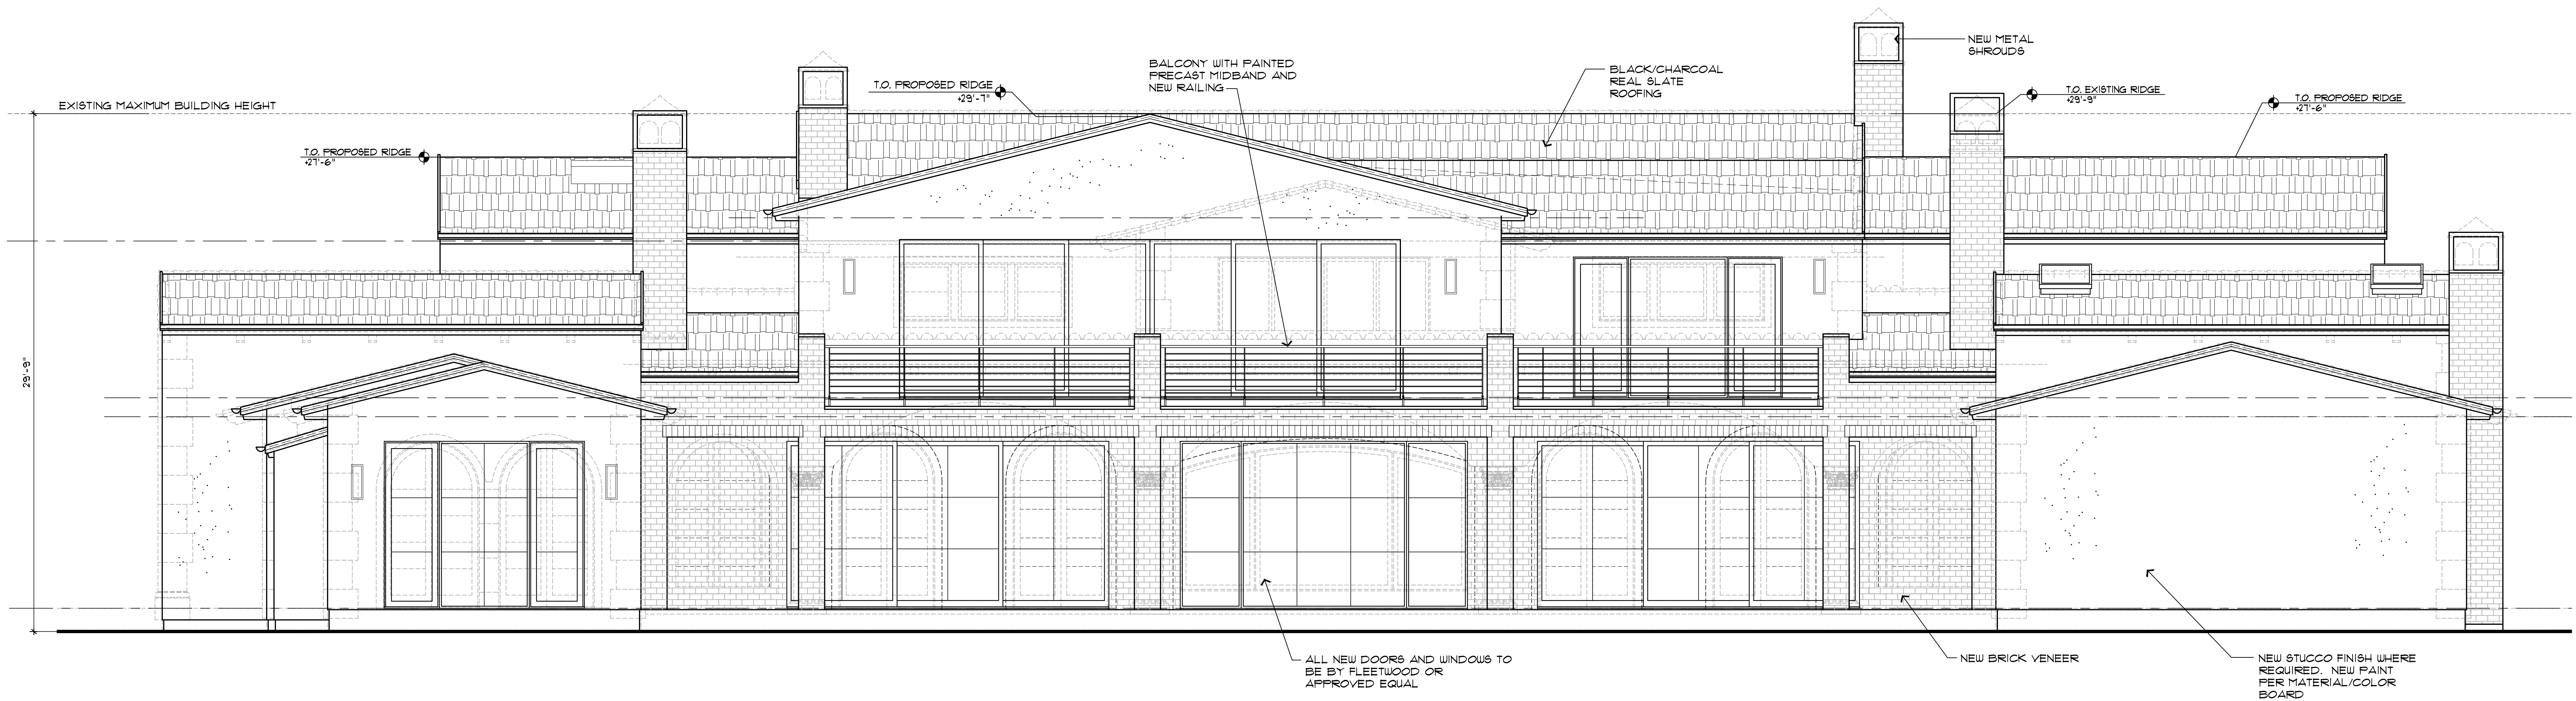 NEW METAL
SHROUDS
BALCONY WITH PAINTED
PRECAST MIDBAND AND
NEW RAILING
BLACK/CHARCOAL
REAL SLATE
ROOFING
T.O. PROPOSED RIDGE
+29'-7"
EXISTING MAXIMUM BUILDING HEIGHT
T.O. EXISTING RIDGE
+29'-9"
T.O. PROPOSED RIDGE
+27'-6"
T.O. PROPOSED RIDGE
+27'-6"
29'-9"
ALL NEW DOORS AND WINDOWS TO
BE BY FLEETWOOD OR
APPROVED EQUAL
NEW BRICK VENEER
NEW STUCCO FINISH WHERE
REQUIRED. NEW PAINT
PER MATERIAL/COLOR
BOARD